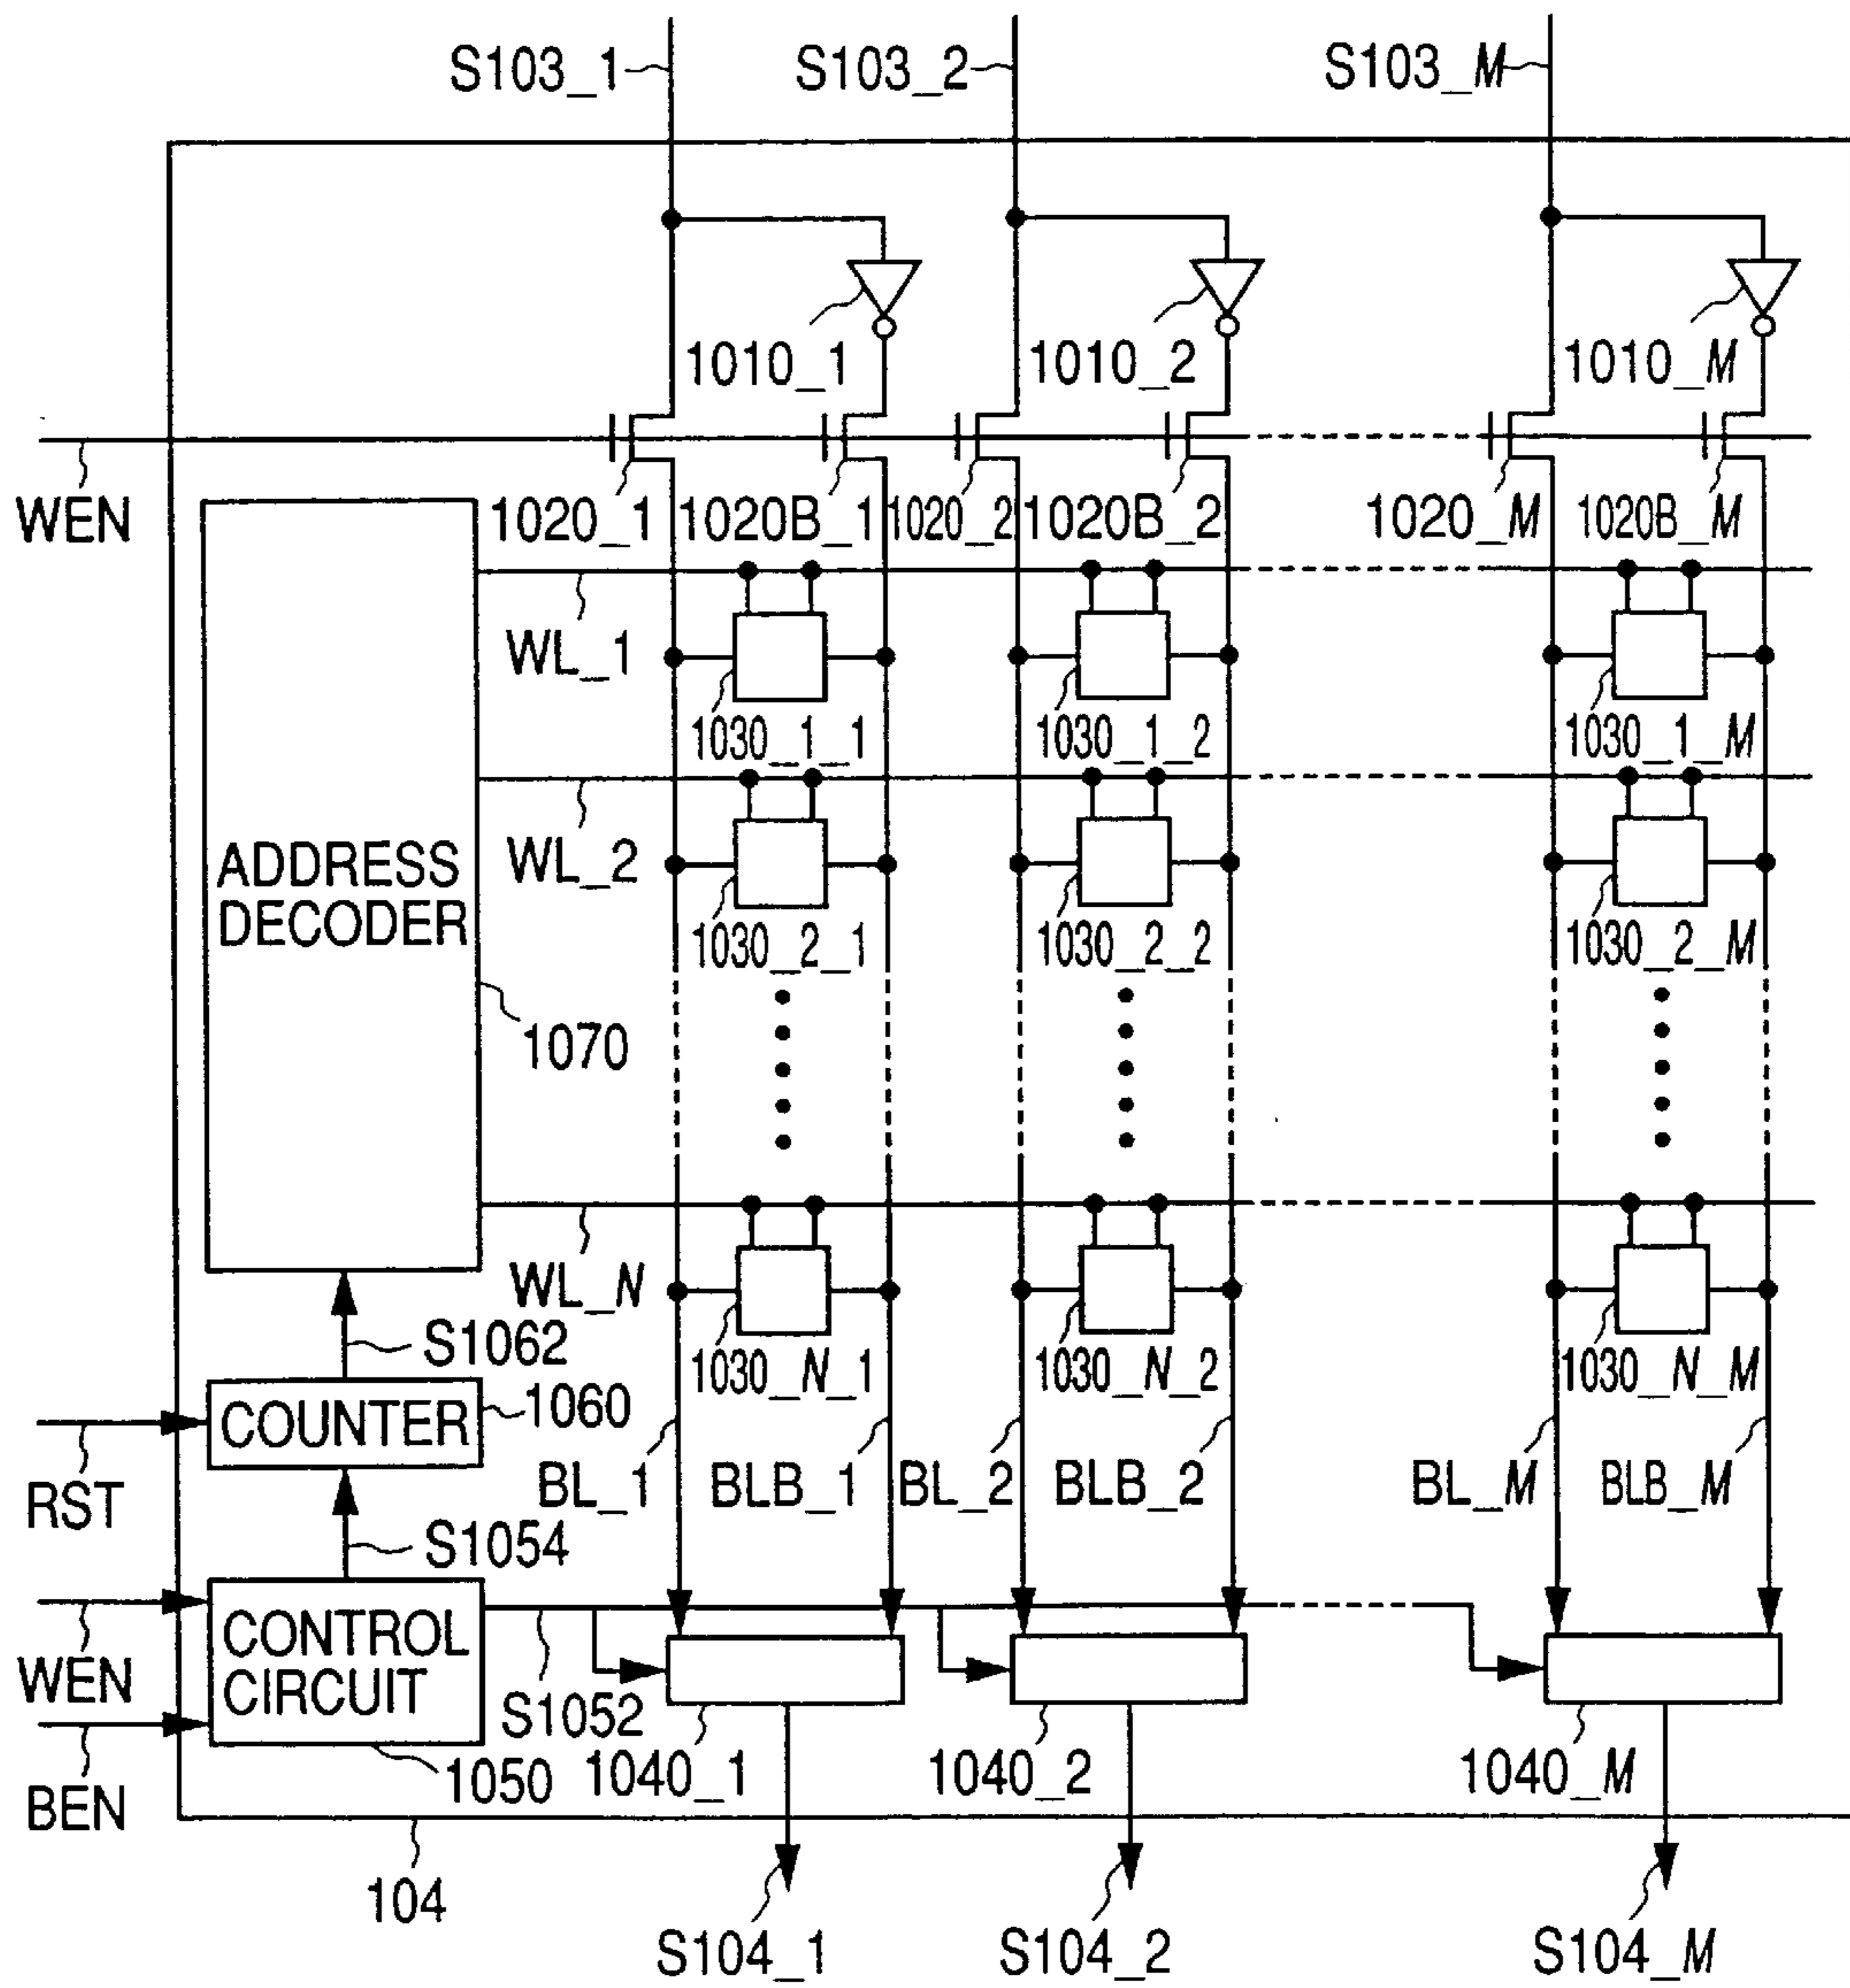 S103_1 S103_2 S103_M
1010_1 1010_2 1010_M
WEN
1020_1 1020B_1 1020_2 1020B_2 1020_M 1020B_M
WL_1
1030_1_1 1030_1_2 1030_1_M
ADDRESS
DECODER
WL_2
1030_2_1 1030_2_2 1030_2_M
1070
WL_N
S1062
1030_N_1 1030_N_2 1030_N_M
COUNTER
1060
RST
BL_1 BLB_1 BL_2 BLB_2 BL_M BLB_M
S1054
WEN
CONTROL
CIRCUIT
S1052
BEN
1050 1040_1 1040_2 1040_M
104
S104_1 S104_2 S104_M